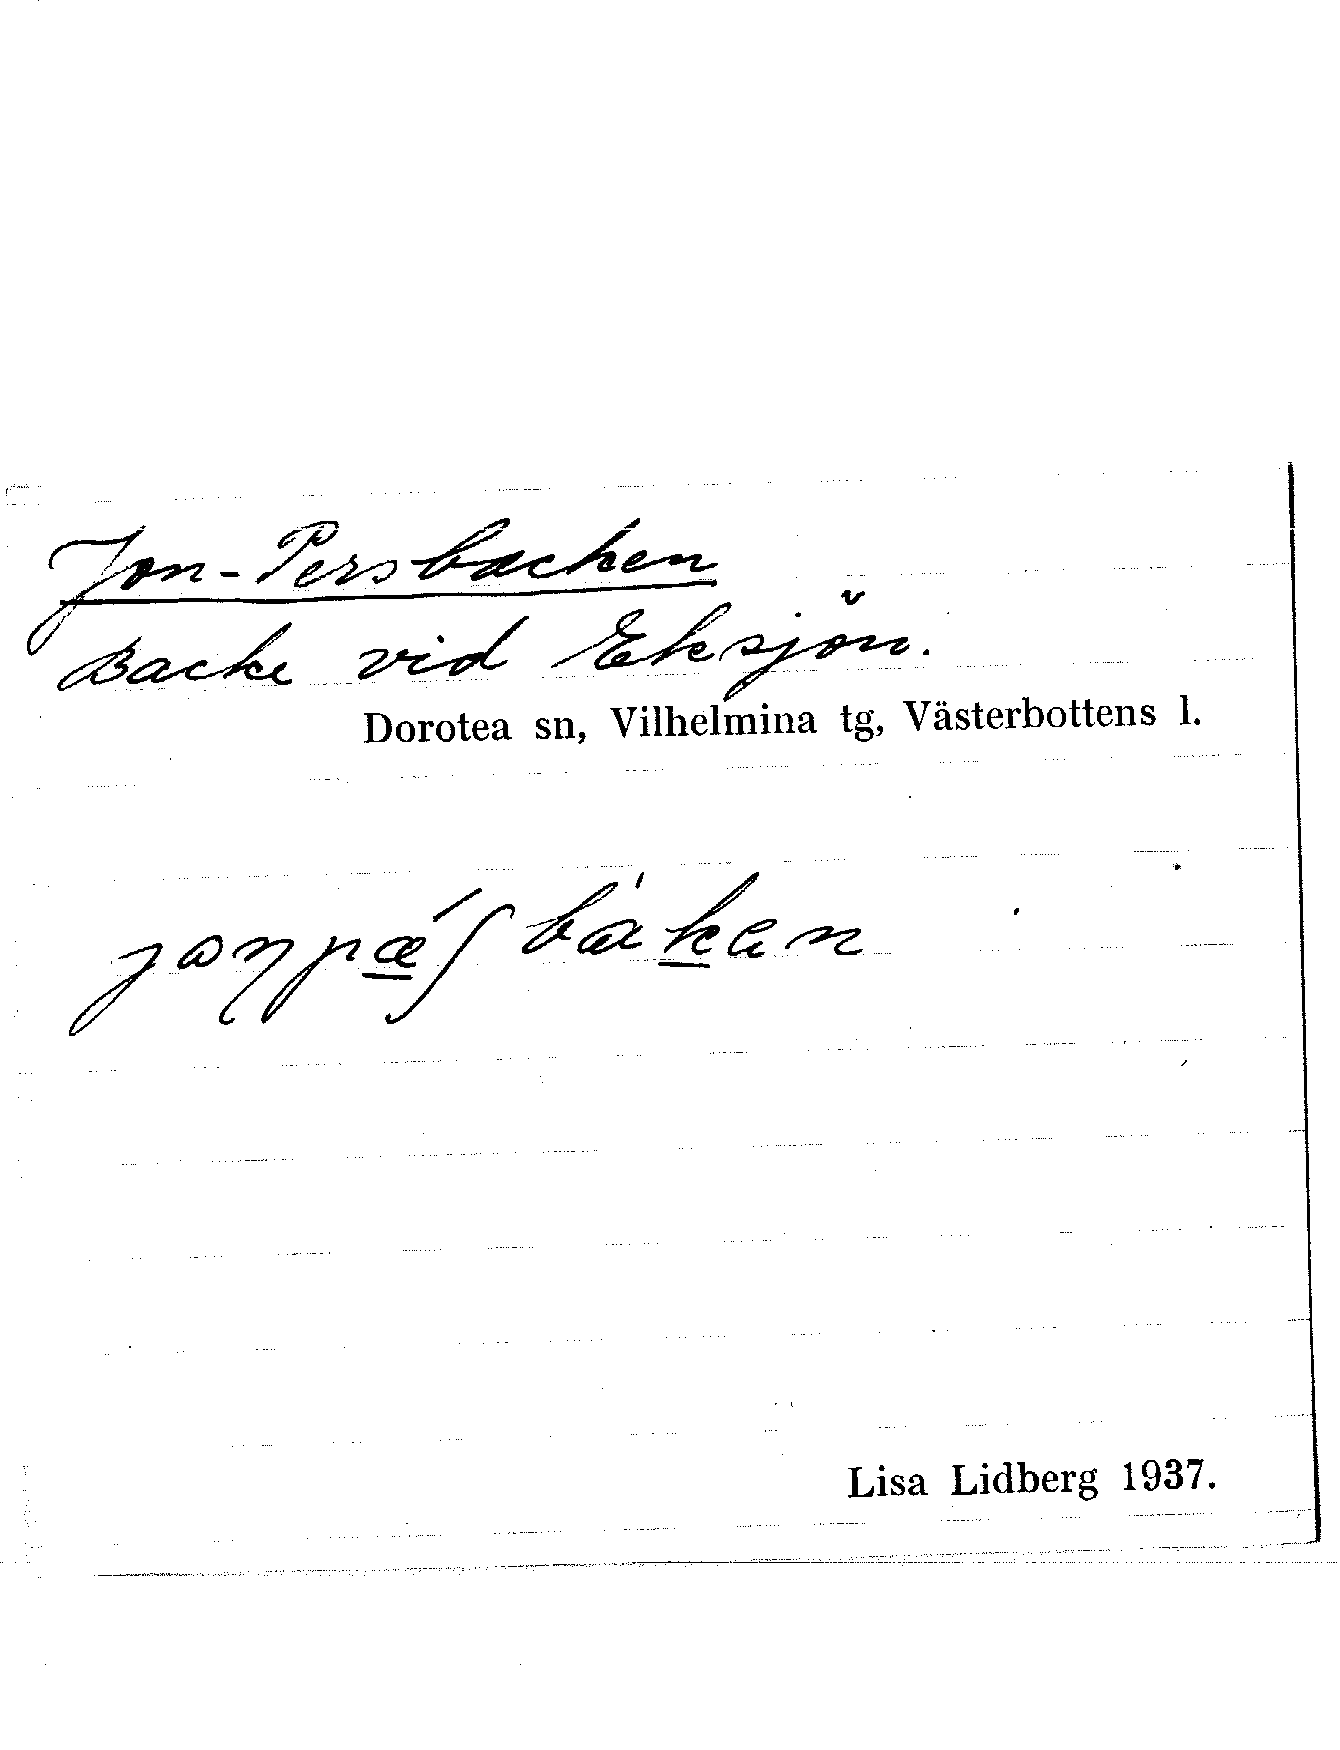 Jon-Persbacken
Backe vid Eksjön.
Dorotea sn, Vilhelmina tg, Västerbottens l.
Lisa Lidberg 1937.